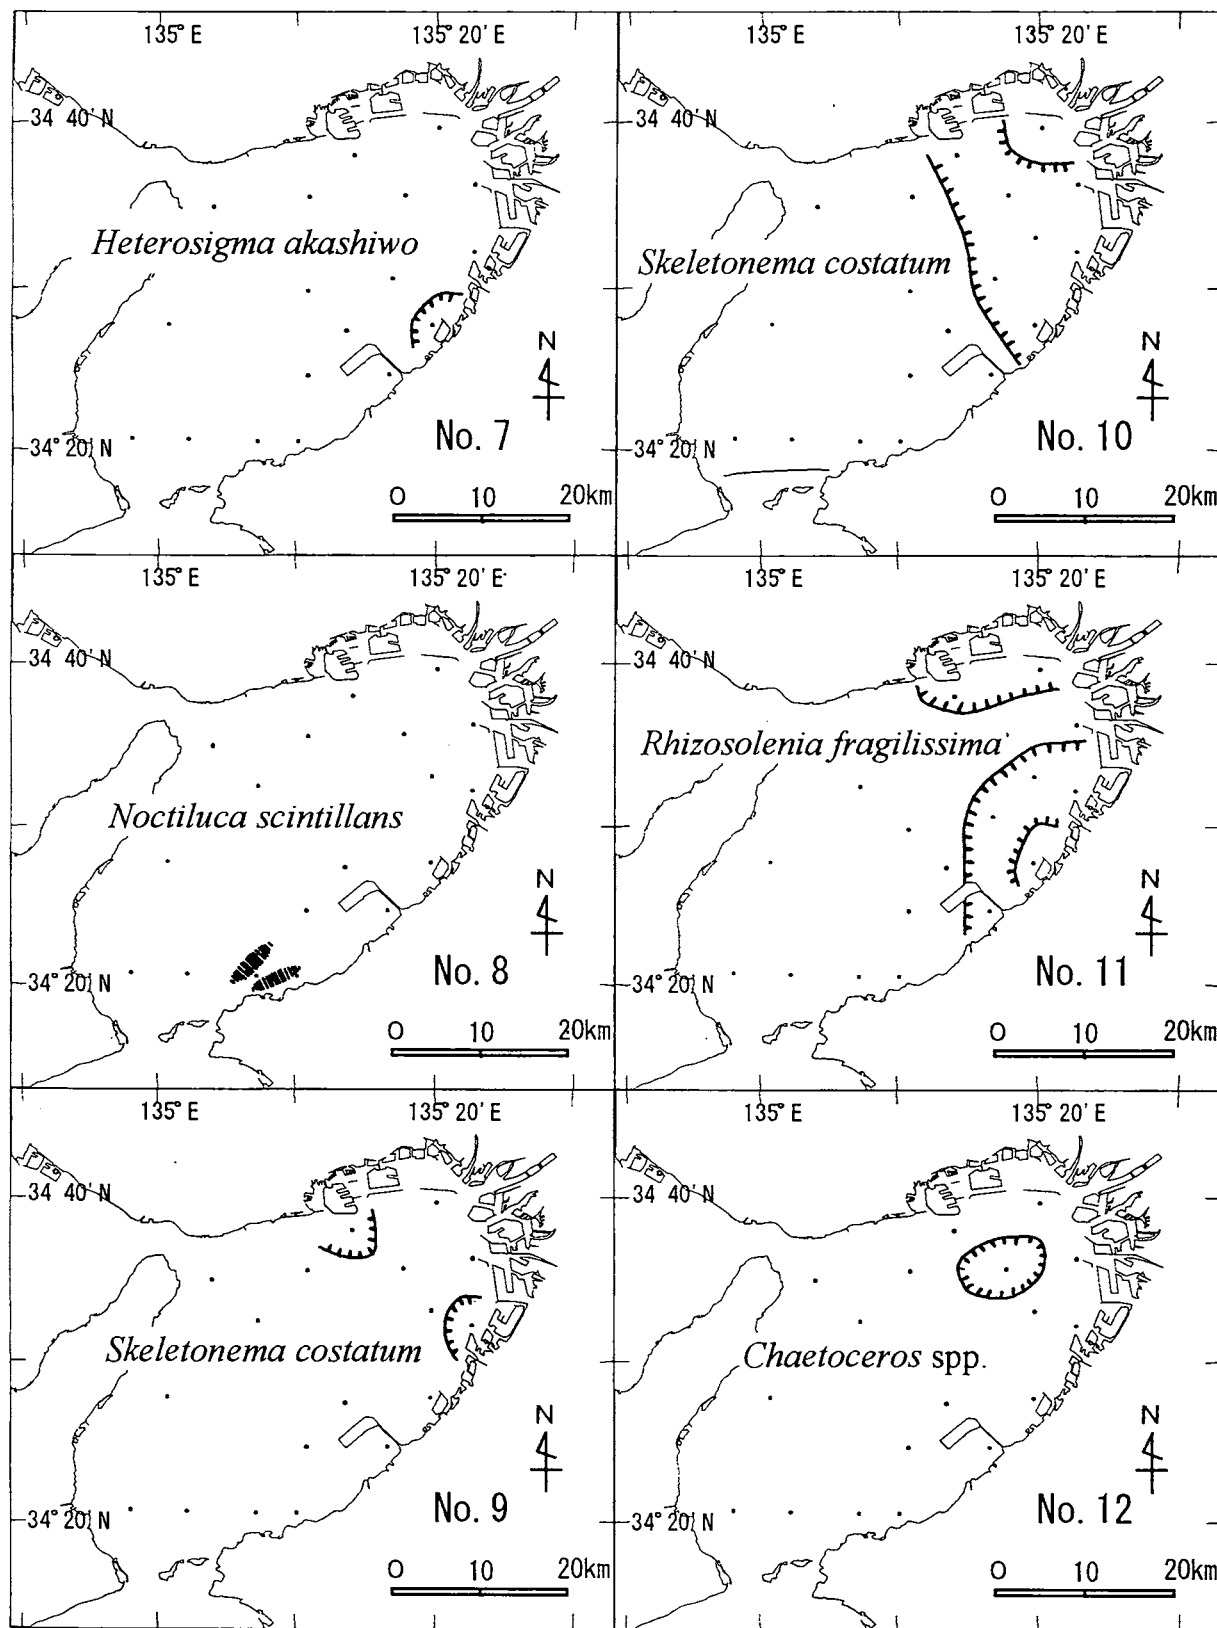 135° E
135° 20' E
34 40' N
Heterosigma akashiwo
N
No. 7
34° 20' N
0 10 20km
135° E
135° 20' E
34 40' N
Skeletonema costatum
N
No. 10
34° 20' N
0 10 20km
135° E
135° 20' E
34 40' N
Noctiluca scintillans
N
No. 8
34° 20' N
0 10 20km
135° E
135° 20' E
34 40' N
Rhizosolenia fragilissima
N
No. 11
34° 20' N
0 10 20km
135° E
135° 20' E
34 40' N
Skeletonema costatum
N
No. 9
34° 20' N
0 10 20km
135° E
135° 20' E
34 40' N
Chaetoceros spp.
N
No. 12
34° 20' N
0 10 20km